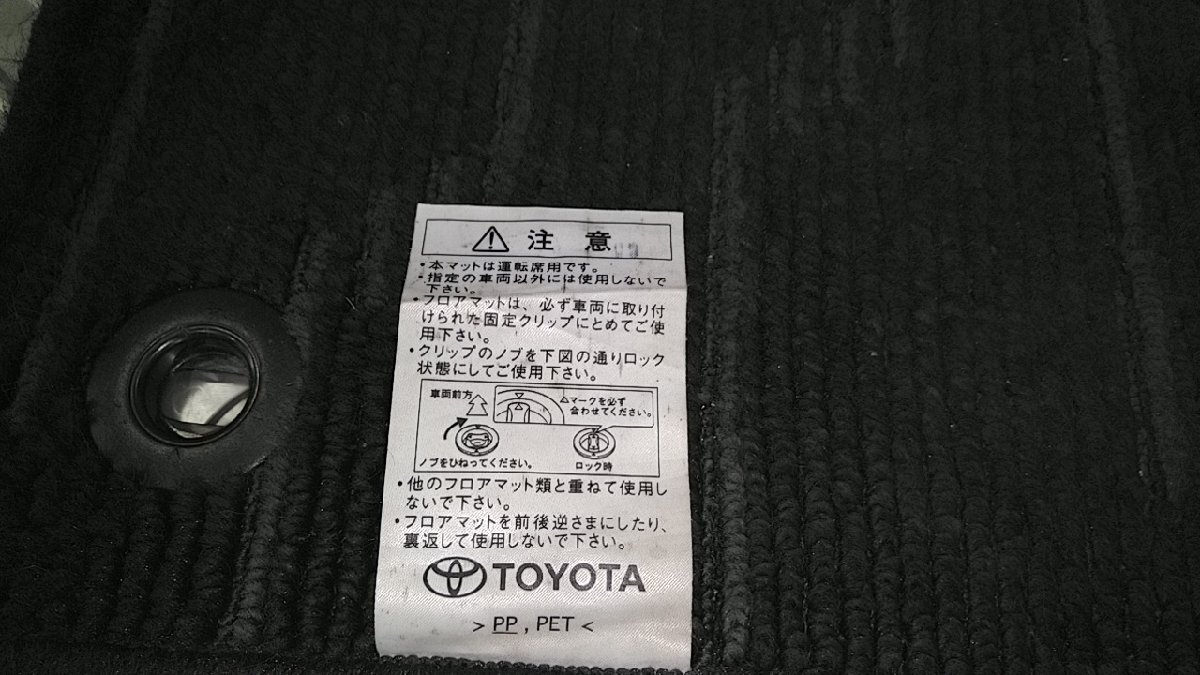 注 意
・本マットは運転席用です。
・指定の車両以外には使用しないで
下さい。
・フロアマットは、必ず車両に取り付
けられた固定クリップにとめてご使
用下さい。
・クリップのノブを下図の通りロック
状態にしてご使用下さい。
車両前方
△マークを必ず
合わせてください。
ノブをひねってください。
ロック時
・他のフロアマット類と重ねて使用し
ないで下さい。
・フロアマットを前後逆さまにしたり、
裏返して使用しないで下さい。
TOYOTA
> PP , PET <